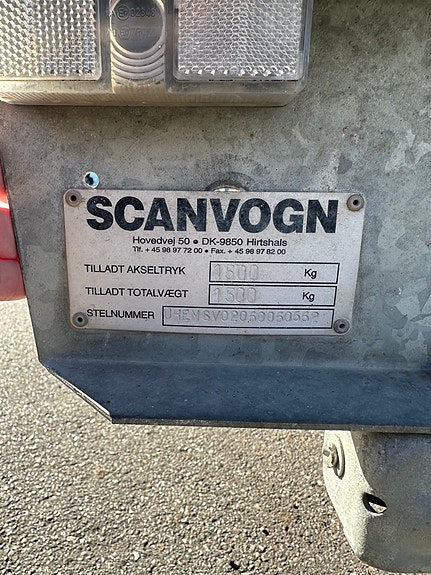 SCANVOGN
Hovedvej 50 ● DK-9850 Hirtshals
Tlf. + 45 98 97 72 00 ● Fax. + 45 98 97 82 00
TILLADT AKSELTRYK 1500 Kg
TILLADT TOTALVÆGT 1500 Kg
STELNUMMER